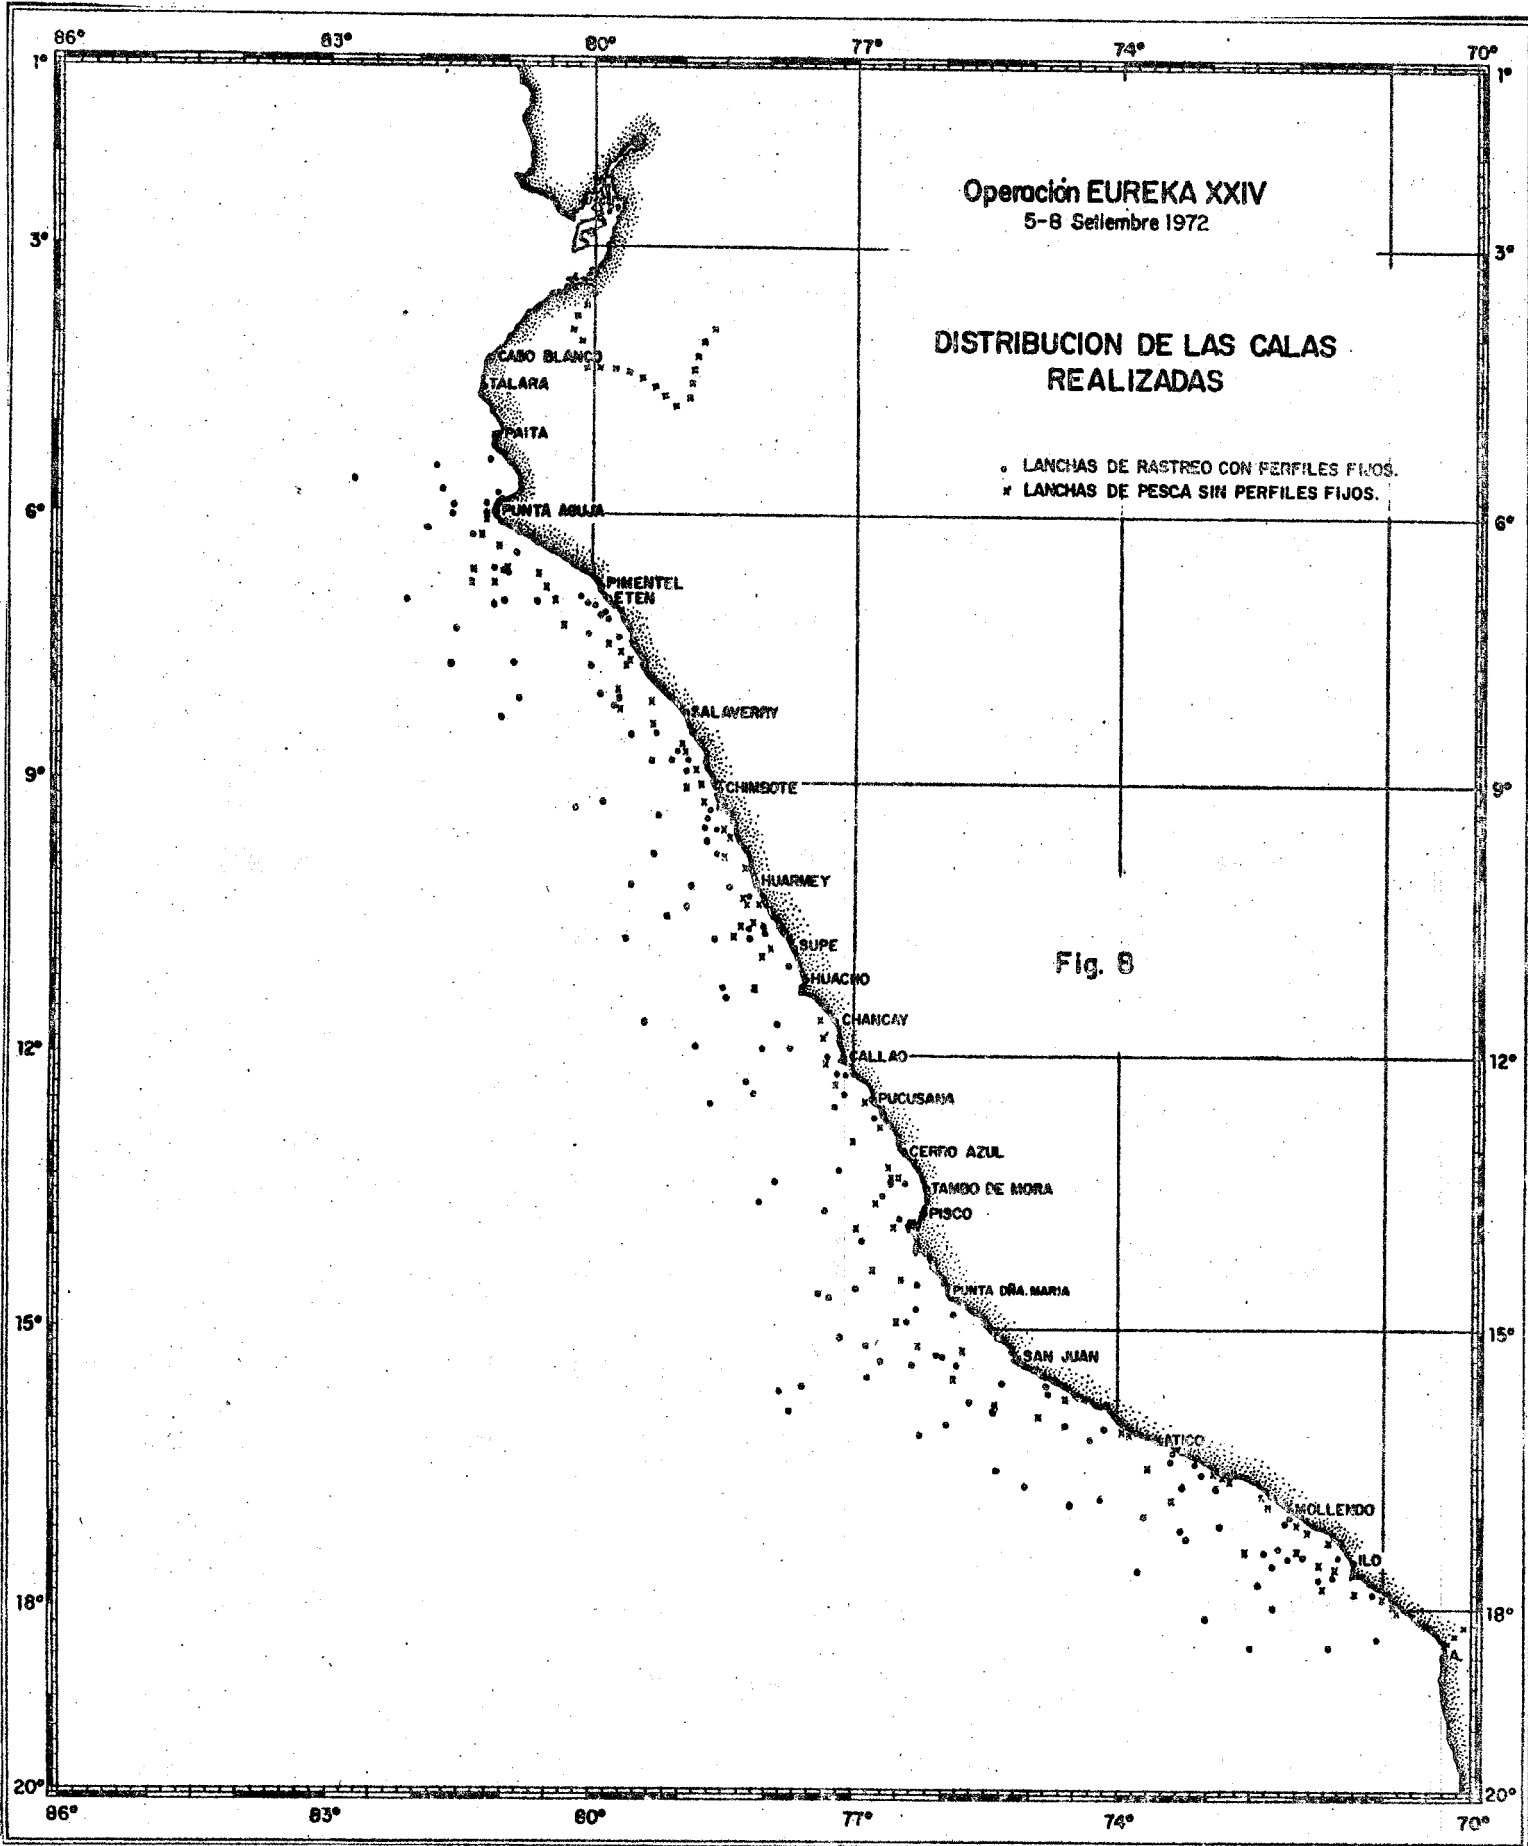 86° 83° 80° 77° 74° 70°
1° 1°
Operación EUREKA XXIV
5-8 Setiembre 1972
3° 3°
DISTRIBUCION DE LAS CALAS
REALIZADAS
CABO BLANCO
TALARA
PAITA
LANCHAS DE RASTREO CON PERFILES FIJOS.
LANCHAS DE PESCA SIN PERFILES FIJOS.
6° PUNTA AGUJA 6°
PIMENTEL
ETEN
SALAVERRY
9° CHIMBOTE 9°
HUARMEY
SUPE
Fig. 8
HUACHO
CHANCAY
12° CALLAO 12°
PUCUSANA
CERRO AZUL
TAMBO DE MORA
PISCO
PUNTA DÑA. MARIA
15° 15°
SAN JUAN
ATICO
MOLLENDO
ILO
18° 18°
A.
20° 20°
86° 83° 80° 77° 74° 70°